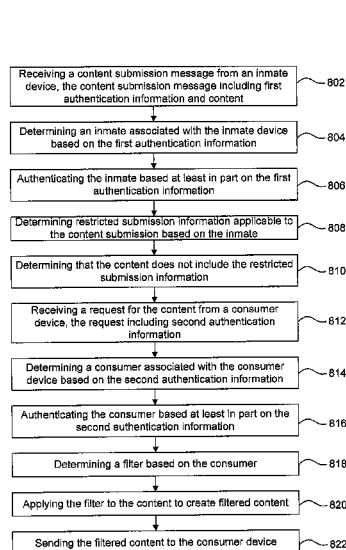 Receiving a content submission message from an inmate
device, the content submission message including first
authentication information and content
802
Determining an inmate associated with the inmate device
based on the first authentication information
804
Authenticating the inmate based at least in part on the first
authentication information
806
Determining restricted submission information applicable to
the content submission based on the inmate
808
Determining that the content does not include the restricted
submission information
810
Receiving a request for the content from a consumer
device, the request including second authentication
information
812
Determining a consumer associated with the consumer
device based on the second authentication information
814
Authenticating the consumer based at least in part on the
second authentication information
816
Determining a filter based on the consumer
818
Applying the filter to the content to create filtered content
820
Sending the filtered content to the consumer device
822